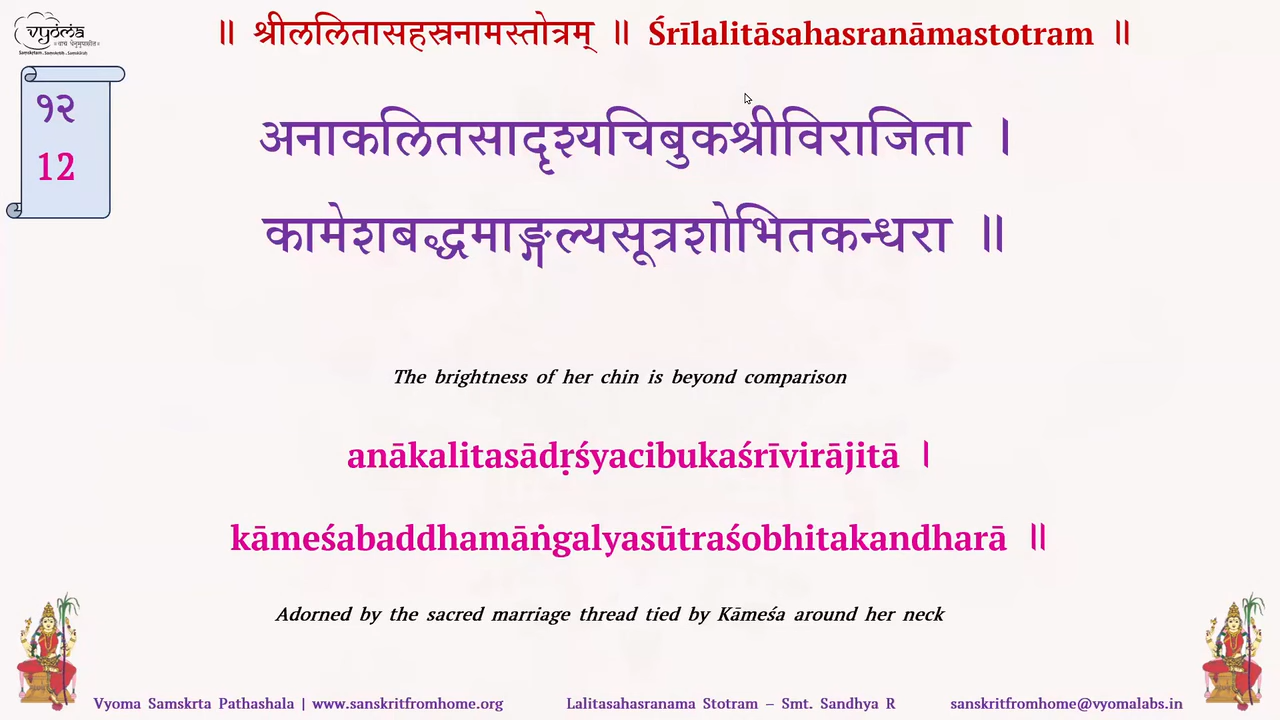 vyoma
॥ श्रीललितासहस्रनामस्तोत्रम् ॥ Śrīlalitāsahasranāmastotram ॥
१२
12
अनाकलितसादृश्यचिबुकश्रीविराजिता ।
कामेशबद्धमाङ्गल्यसूत्रशोभितकन्धरा ॥
The brightness of her chin is beyond comparison
anākalitasādṛśyacibukaśrīvirājitā ।
kāmeśabaddhamāṅgalyasūtraśobhitakandharā ॥
Adorned by the sacred marriage thread tied by Kāmeśa around her neck
Vyoma Samskrta Pathashala | www.sanskritfromhome.org Lalitasahasranama Stotram – Smt. Sandhya R sanskritfromhome@vyomalabs.in